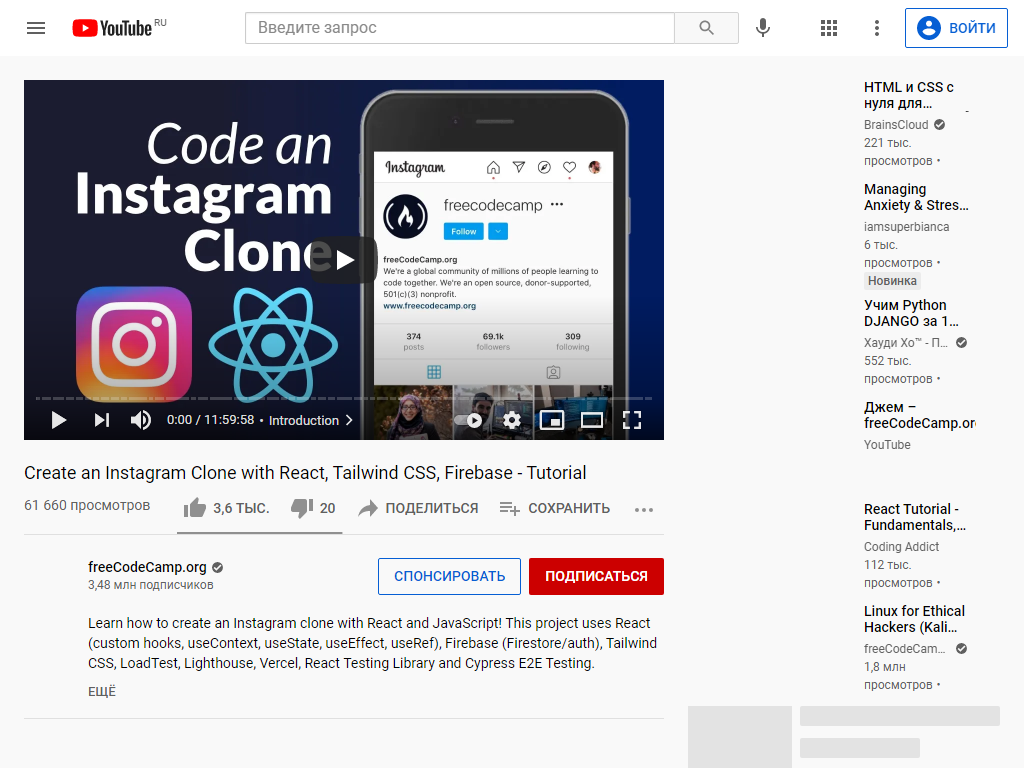 YouTube RU
Введите запрос
ВОЙТИ
Code an
Instagram
Clone
Instagram
freecodecamp
Follow
freeCodeCamp.org
We're a global community of millions of people learning to
code together. We're an open source, donor-supported,
501(c)(3) nonprofit.
www.freecodecamp.org
374 69.1k 309
posts followers following
0:00 / 11:59:58 • Introduction
Create an Instagram Clone with React, Tailwind CSS, Firebase - Tutorial
61 660 просмотров
3,6 ТЫС.
20
ПОДЕЛИТЬСЯ
СОХРАНИТЬ
freeCodeCamp.org
3,48 млн подписчиков
СПОНСИРОВАТЬ
ПОДПИСАТЬСЯ
Learn how to create an Instagram clone with React and JavaScript! This project uses React
(custom hooks, useContext, useState, useEffect, useRef), Firebase (Firestore/auth), Tailwind
CSS, LoadTest, Lighthouse, Vercel, React Testing Library and Cypress E2E Testing.
ЕЩЁ
HTML и CSS с
нуля для...
BrainsCloud
221 тыс.
просмотров •
Managing
Anxiety & Stres...
iamsuperbianca
6 тыс.
просмотров •
Новинка
Учим Python
DJANGO за 1...
Хауди Хо™ - П...
552 тыс.
просмотров •
Джем –
freeCodeCamp.or
YouTube
React Tutorial -
Fundamentals,...
Coding Addict
112 тыс.
просмотров •
Linux for Ethical
Hackers (Kali...
freeCodeCam...
1,8 млн
просмотров •